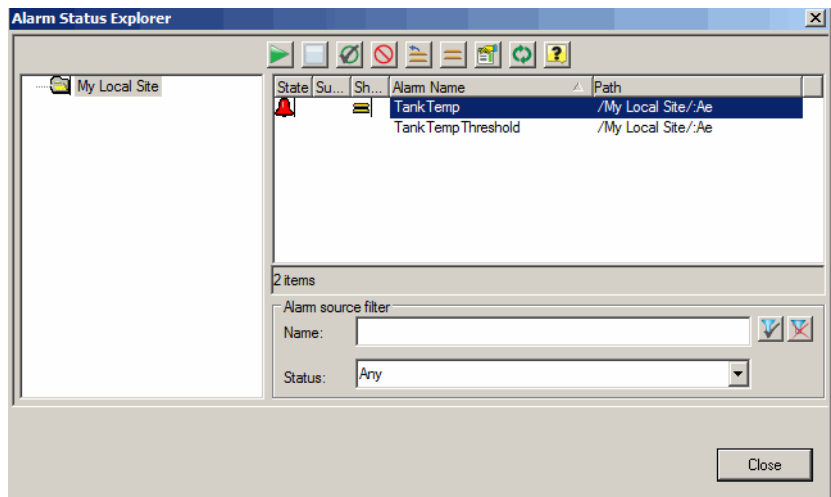 Alarm Status Explorer
My Local Site
State Su... Sh... Alarm Name Path
TankTemp /My Local Site/:Ae
TankTempThreshold /My Local Site/:Ae
2 items
Alarm source filter
Name:
Status: Any
Close